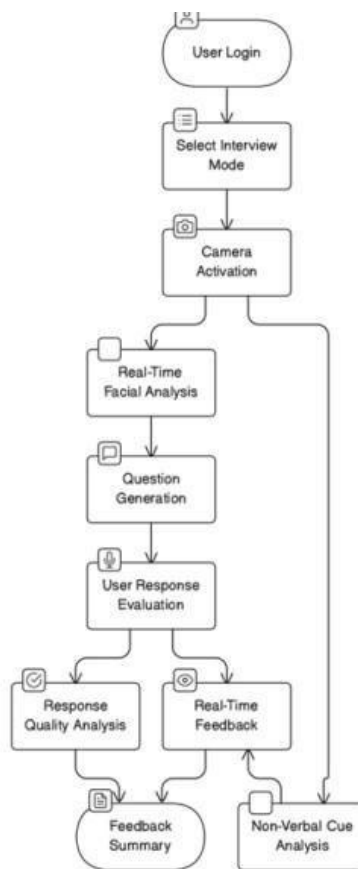 User Login
Select Interview
Mode
Camera
Activation
Real-Time
Facial Analysis
Question
Generation
User Response
Evaluation
Response
Quality Analysis
Real-Time
Feedback
Feedback
Summary
Non-Verbal Cue
Analysis